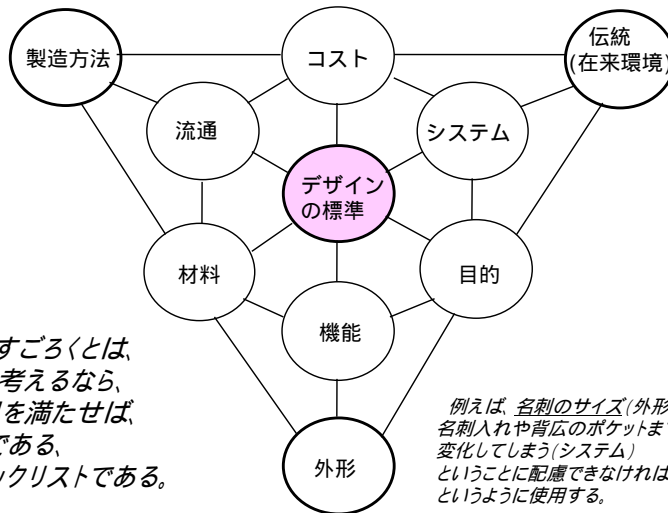 製造方法
コスト
伝統
(在来環境)
流通
システム
デザイン
の標準
材料
目的
機能
外形
すごろくとは、
考えるなら、
を満たせば、
である、
ックリストである。
例えば、名刺のサイズ(外形
名刺入れや背広のポケットま
変化してしまう(システム)
ということに配慮できなければ
というように使用する。